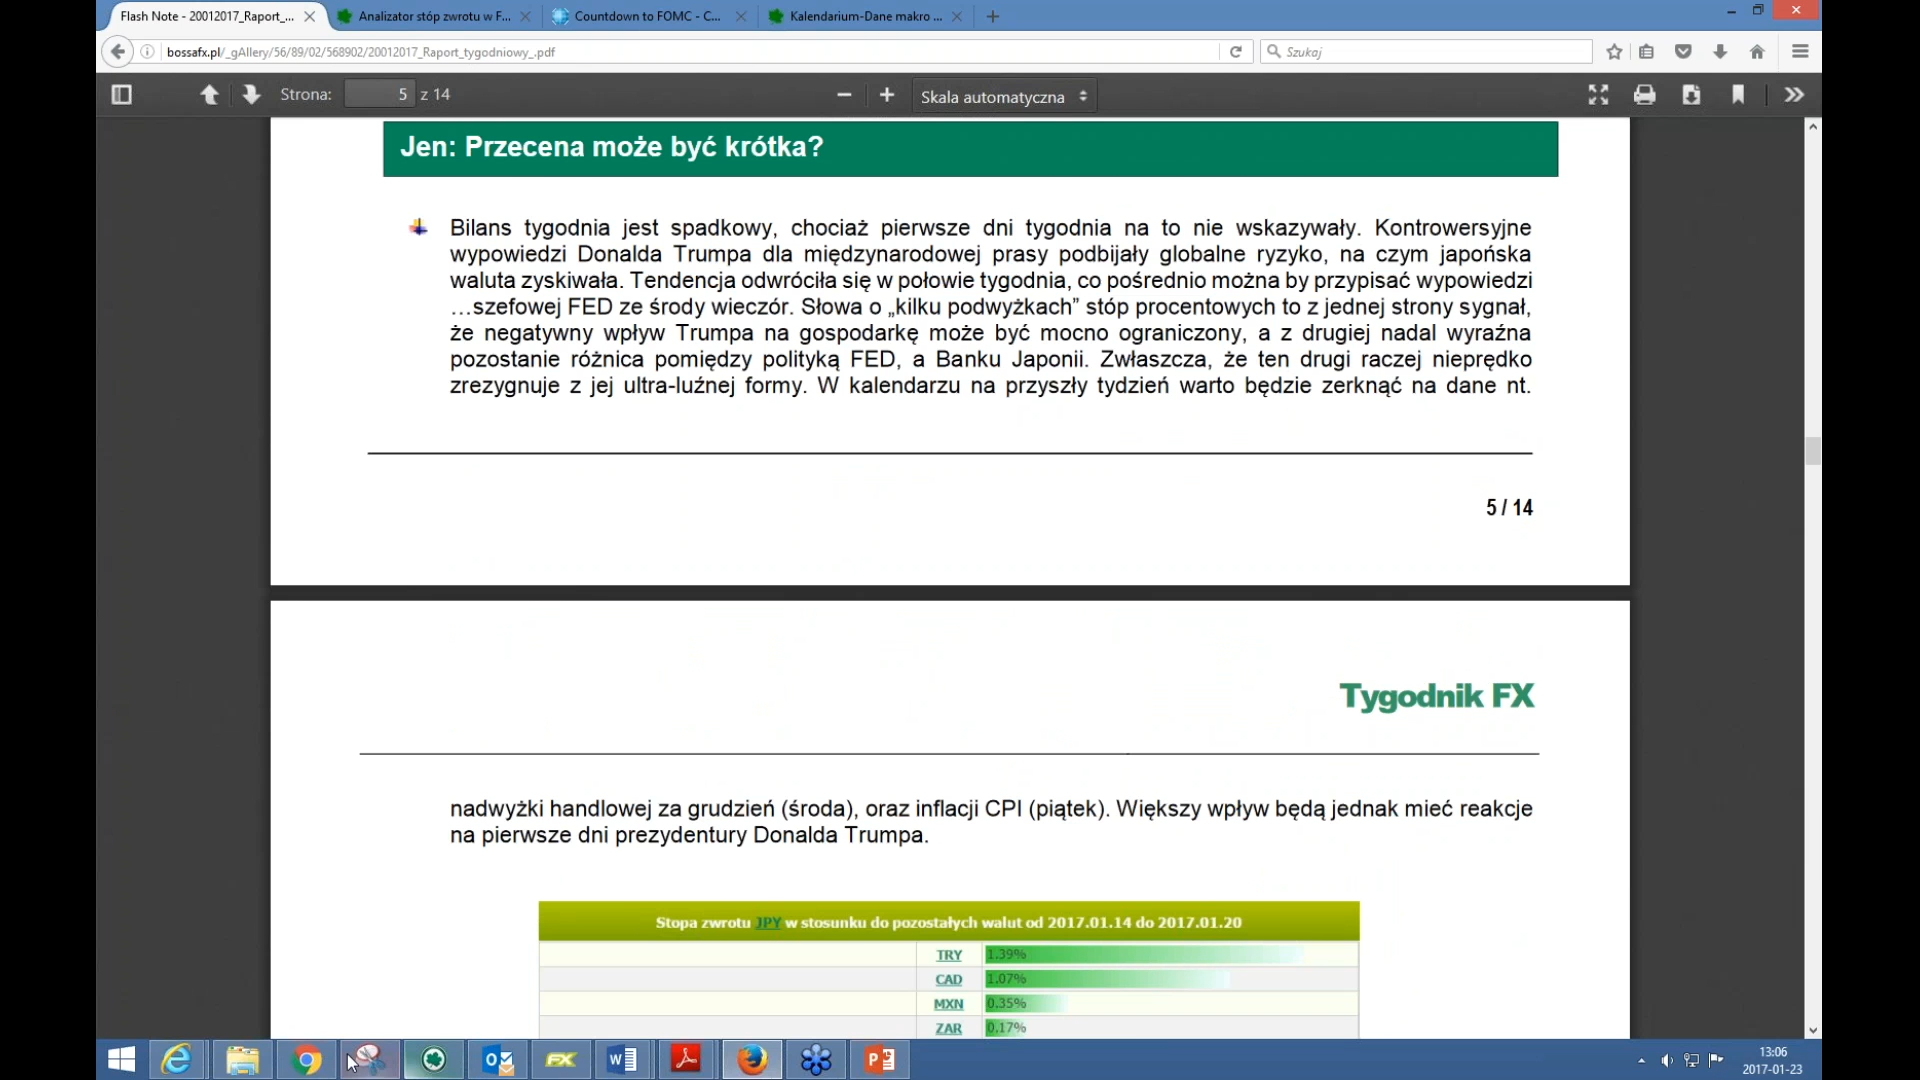 Flash Note - 20012017_Raport_...
Analizator stóp zwrotu w F...
Countdown to FOMC - C...
Kalendarium-Dane makro ...
bossafx.pl/_gAllery/56/89/02/568902/20012017_Raport_tygodniowy_.pdf
Szukaj
Strona: 5 z 14
Skala automatyczna
Jen: Przecena może być krótka?
Bilans tygodnia jest spadkowy, chociaż pierwsze dni tygodnia na to nie wskazywały. Kontrowersyjne
wypowiedzi Donalda Trumpa dla międzynarodowej prasy podbijały globalne ryzyko, na czym japońska
waluta zyskiwała. Tendencja odwróciła się w połowie tygodnia, co pośrednio można by przypisać wypowiedzi
…szefowej FED ze środy wieczór. Słowa o „kilku podwyżkach” stóp procentowych to z jednej strony sygnał,
że negatywny wpływ Trumpa na gospodarkę może być mocno ograniczony, a z drugiej nadal wyraźna
pozostanie różnica pomiędzy polityką FED, a Banku Japonii. Zwłaszcza, że ten drugi raczej nieprędko
zrezygnuje z jej ultra-luźnej formy. W kalendarzu na przyszły tydzień warto będzie zerknąć na dane nt.
5 / 14
Tygodnik FX
nadwyżki handlowej za grudzień (środa), oraz inflacji CPI (piątek). Większy wpływ będą jednak mieć reakcje
na pierwsze dni prezydentury Donalda Trumpa.
Stopa zwrotu JPY w stosunku do pozostałych walut od 2017.01.14 do 2017.01.20
TRY 1.39%
CAD 1.07%
MXN 0.35%
ZAR 0.17%
FX
13:06
2017-01-23